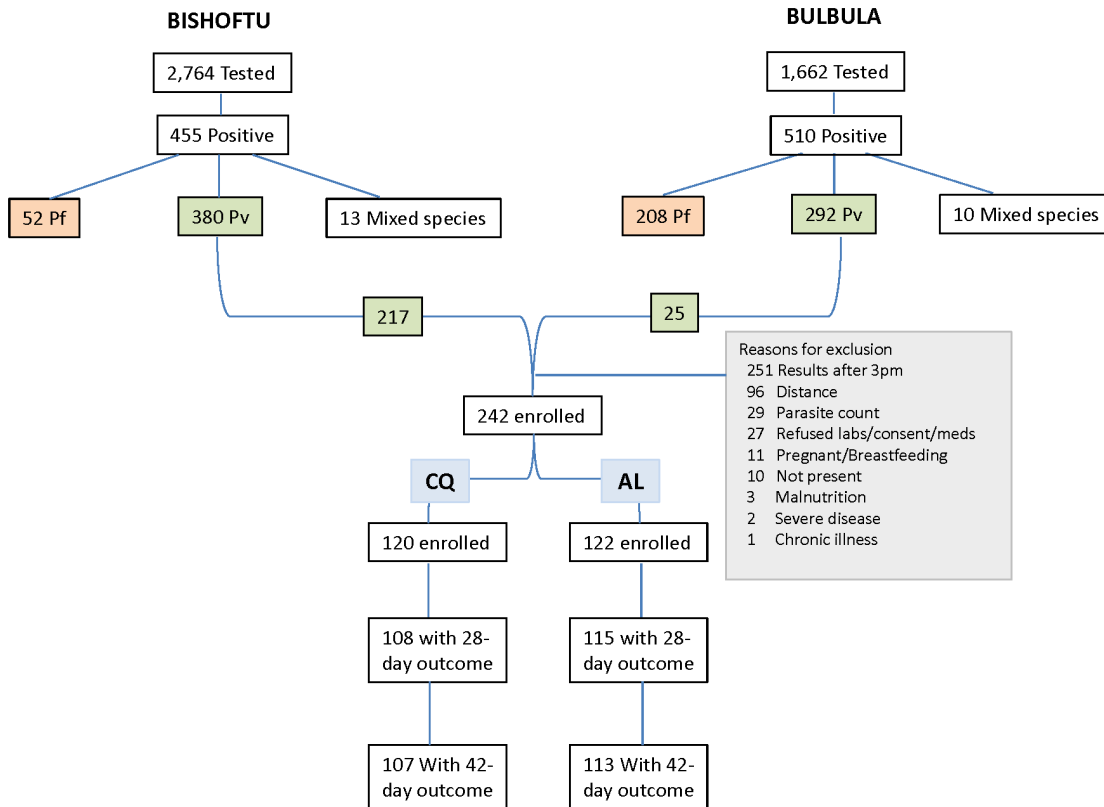 BISHOFTU
BULBULA
2,764 Tested
1,662 Tested
455 Positive
510 Positive
52 Pf
380 Pv
13 Mixed species
208 Pf
292 Pv
10 Mixed species
217
25
Reasons for exclusion
251 Results after 3pm
96 Distance
29 Parasite count
27 Refused labs/consent/meds
11 Pregnant/Breastfeeding
10 Not present
3 Malnutrition
2 Severe disease
1 Chronic illness
242 enrolled
CQ
AL
120 enrolled
122 enrolled
108 with 28-
day outcome
115 with 28-
day outcome
107 With 42-
day outcome
113 With 42-
day outcome